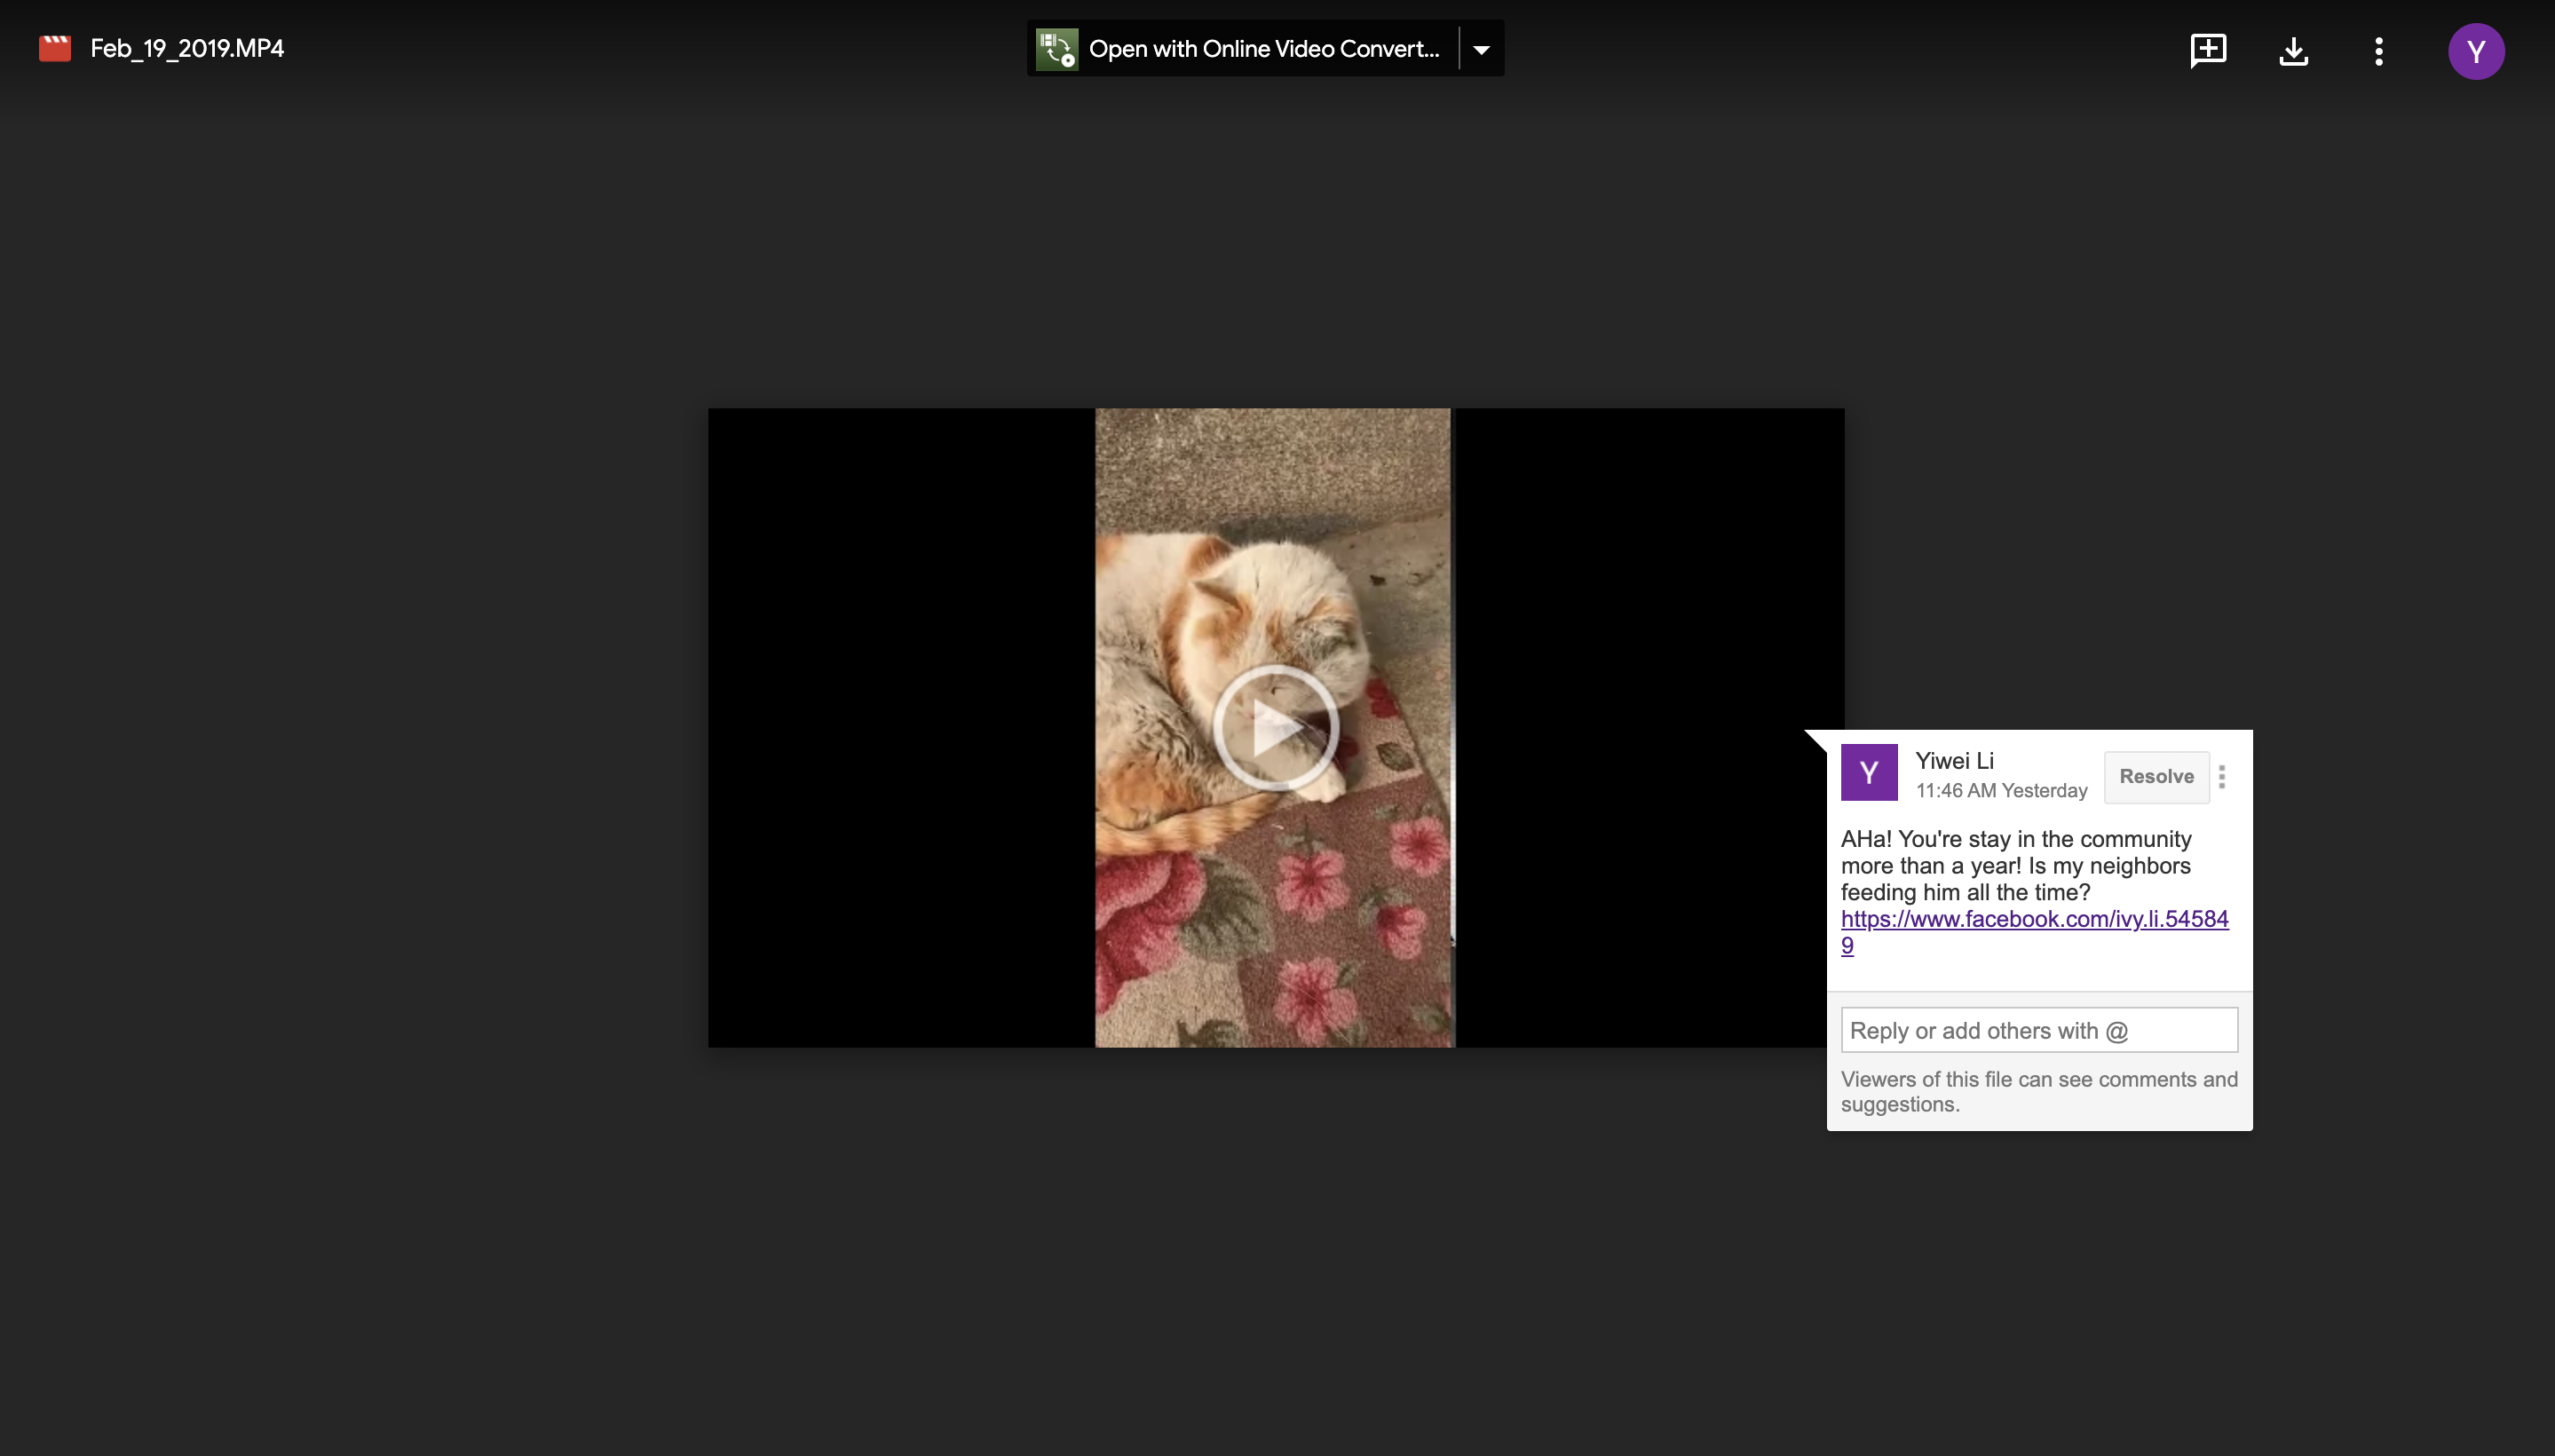 Feb_19_2019.MP4
Open with Online Video Convert...
Y
Y
Yiwei Li
11:46 AM Yesterday
Resolve
AHa! You're stay in the community
more than a year! Is my neighbors
feeding him all the time?
https://www.facebook.com/ivy.li.54584
9
Reply or add others with @
Viewers of this file can see comments and
suggestions.